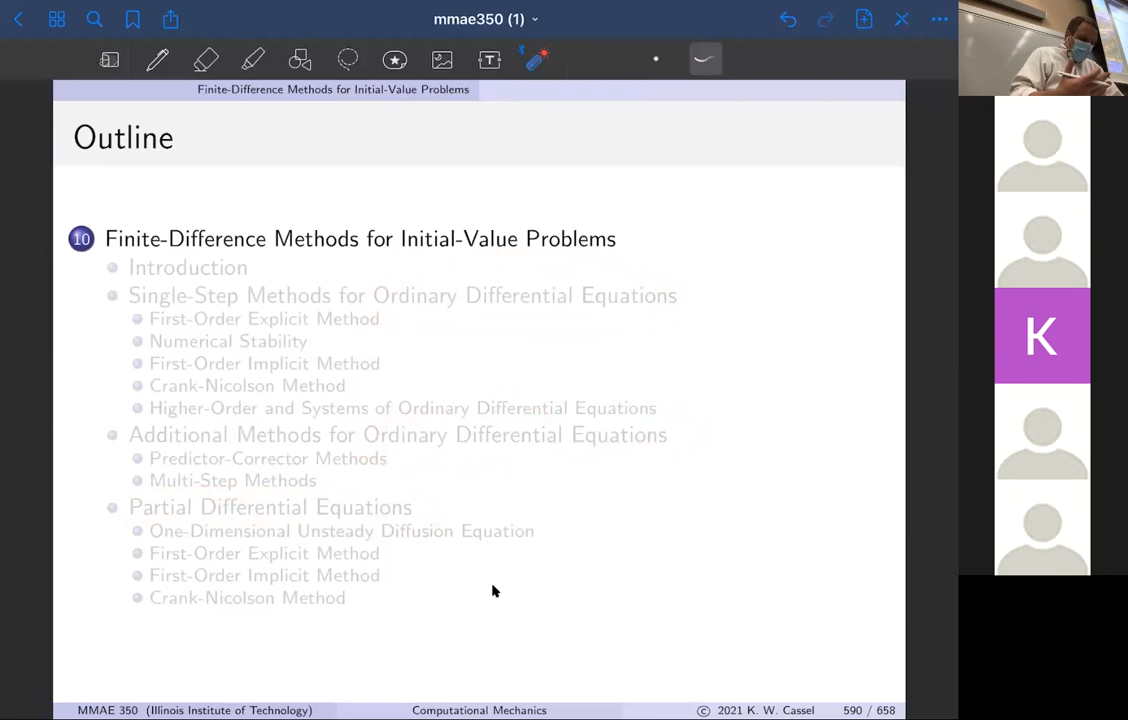 mmae350 (1)
Finite-Difference Methods for Initial-Value Problems
Outline
10 Finite-Difference Methods for Initial-Value Problems
Introduction
Single-Step Methods for Ordinary Differential Equations
First-Order Explicit Method
Numerical Stability
First-Order Implicit Method
Crank-Nicolson Method
Higher-Order and Systems of Ordinary Differential Equations
Additional Methods for Ordinary Differential Equations
Predictor-Corrector Methods
Multi-Step Methods
Partial Differential Equations
One-Dimensional Unsteady Diffusion Equation
First-Order Explicit Method
First-Order Implicit Method
Crank-Nicolson Method
K
MMAE 350 (Illinois Institute of Technology) Computational Mechanics © 2021 K. W. Cassel 590 / 658